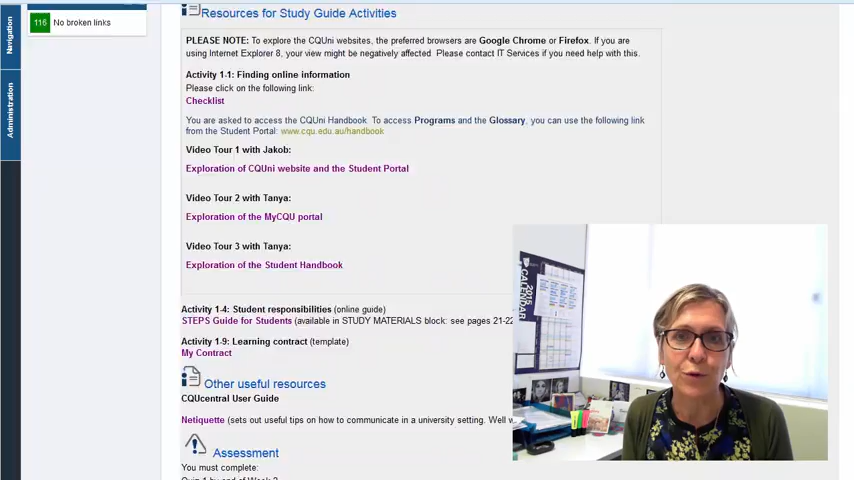 Navigation
Administration
116 No broken links
Resources for Study Guide Activities
PLEASE NOTE: To explore the CQUni websites, the preferred browsers are Google Chrome or Firefox. If you are
using Internet Explorer 8, your view might be negatively affected. Please contact IT Services if you need help with this.
Activity 1-1: Finding online information
Please click on the following link:
Checklist
You are asked to access the CQUni Handbook. To access Programs and the Glossary, you can use the following link
from the Student Portal: www.cqu.edu.au/handbook
Video Tour 1 with Jakob:
Exploration of CQUni website and the Student Portal
Video Tour 2 with Tanya:
Exploration of the MyCQU portal
Video Tour 3 with Tanya:
Exploration of the Student Handbook
Activity 1-4: Student responsibilities (online guide)
STEPS Guide for Students (available in STUDY MATERIALS block: see pages 21-22
Activity 1-9: Learning contract (template)
My Contract
Other useful resources
CQUcentral User Guide
Netiquette (sets out useful tips on how to communicate in a university setting. Well w
Assessment
You must complete:
Quiz 1 by end of Week 2
2015
CALENDAR